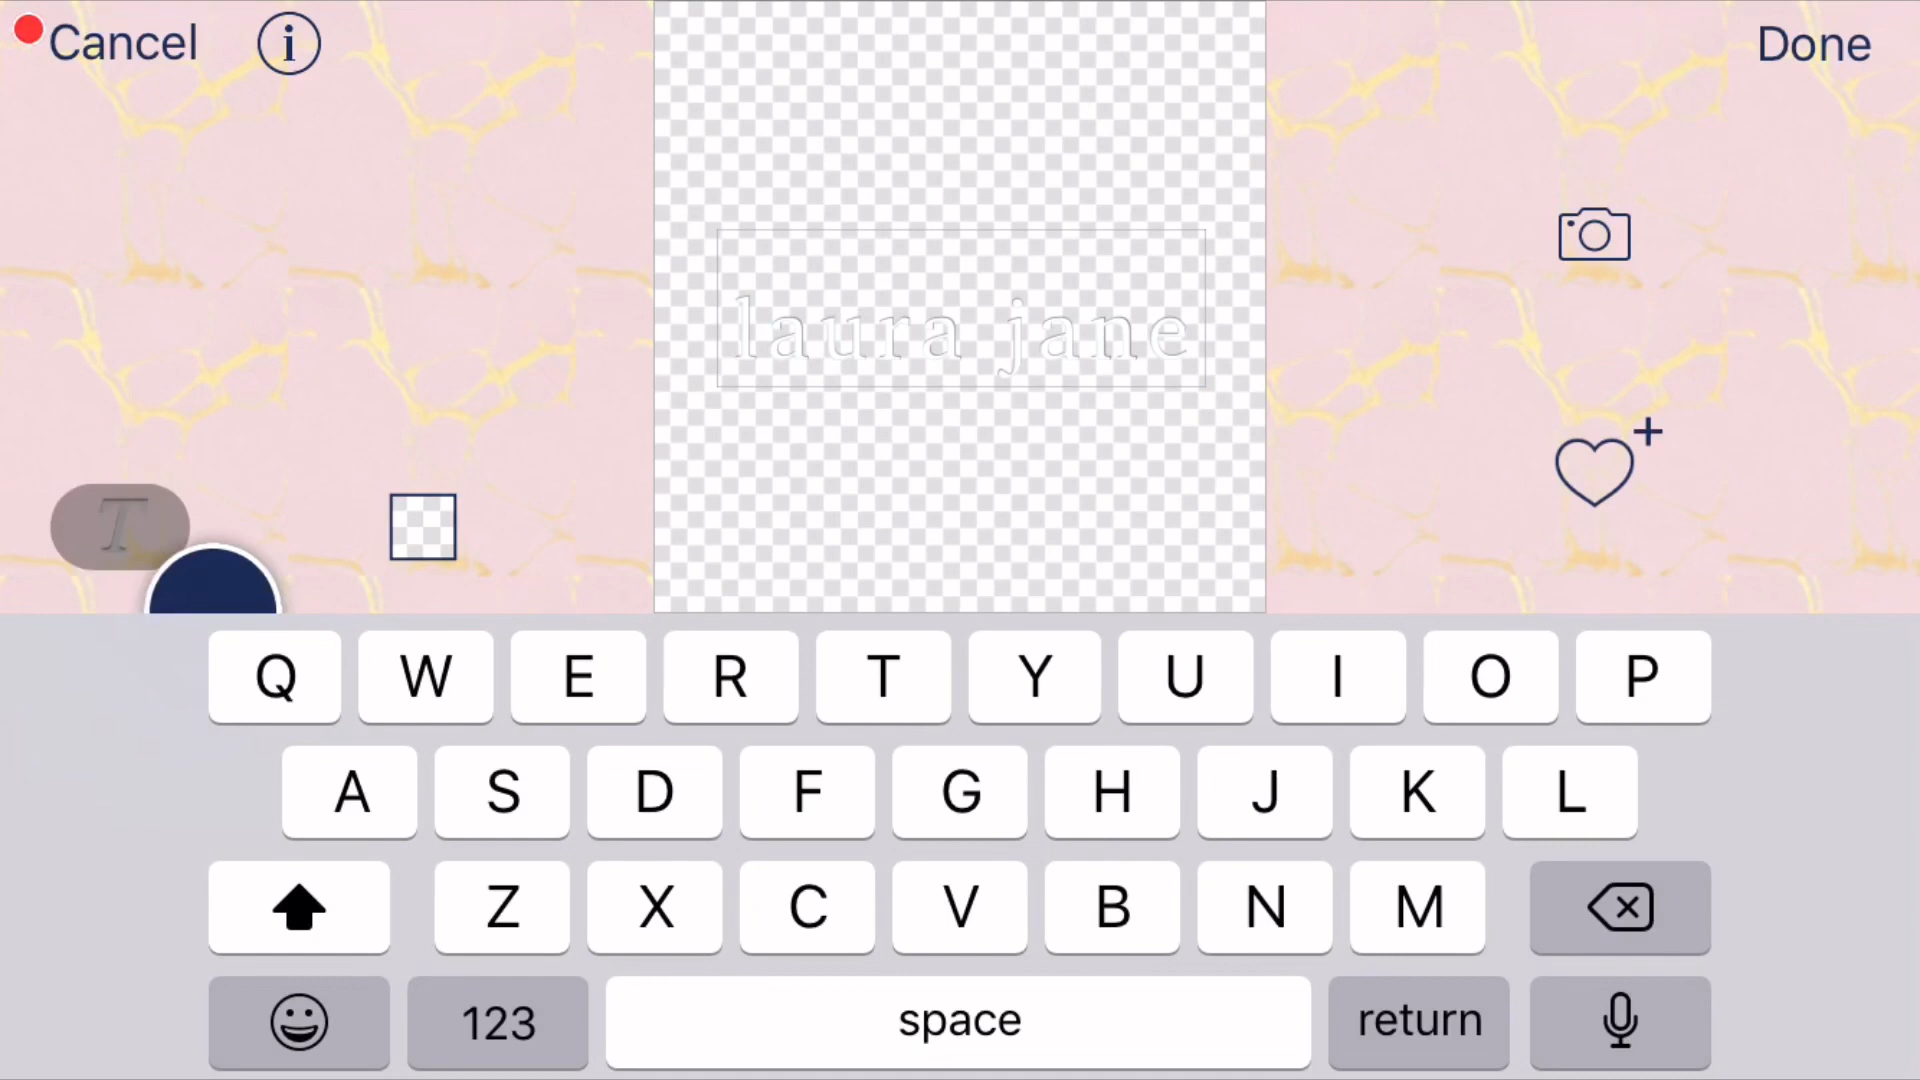 Cancel i Done
laura jane
T
Q W E R T Y U I O P
A S D F G H J K L
Z X C V B N M
123 space return